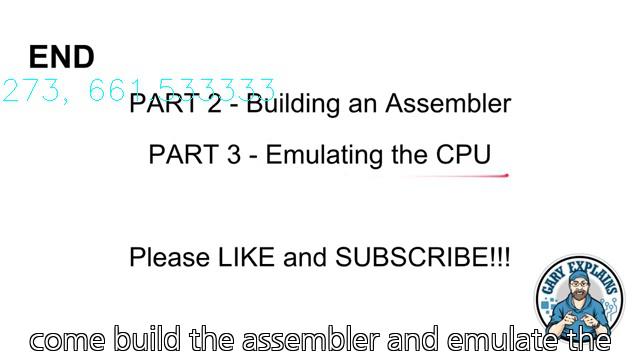 END
273, 661.533333
PART 2 - Building an Assembler
PART 3 - Emulating the CPU
Please LIKE and SUBSCRIBE!!!
GARY EXPLAINS
come build the assembler and emulate the